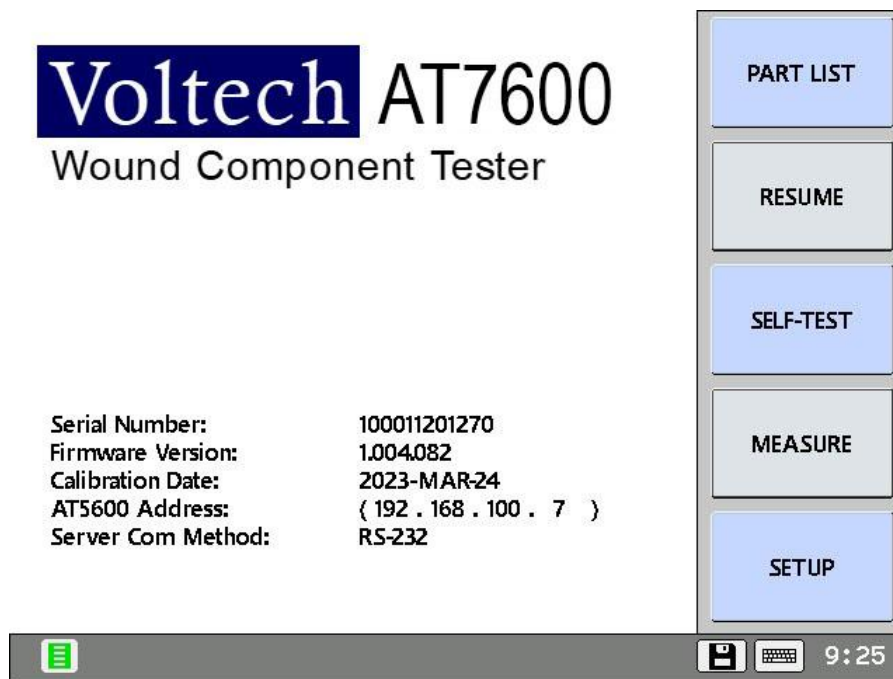 Voltech AT7600
Wound Component Tester
Serial Number: 100011201270
Firmware Version: 1.004.082
Calibration Date: 2023-MAR-24
AT5600 Address: ( 192 . 168 . 100 . 7 )
Server Com Method: RS-232
PART LIST
RESUME
SELF-TEST
MEASURE
SETUP
9:25